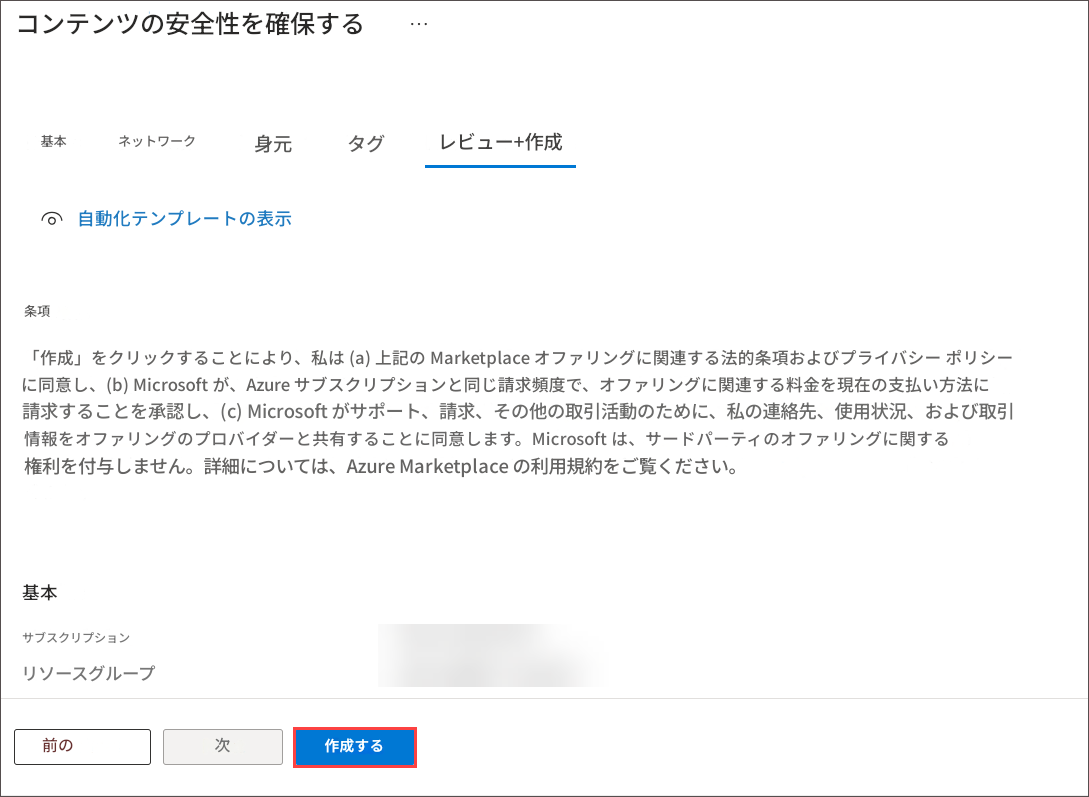 コンテンツの安全性を確保する …
基本 ネットワーク 身元 タグ レビュー+作成
自動化テンプレートの表示
条項
「作成」をクリックすることにより、私は (a) 上記の Marketplace オファリングに関連する法的条項およびプライバシー ポリシー
に同意し、(b) Microsoft が、Azure サブスクリプションと同じ請求頻度で、オファリングに関連する料金を現在の支払い方法に
請求することを承認し、(c) Microsoft がサポート、請求、その他の取引活動のために、私の連絡先、使用状況、および取引
情報をオファリングのプロバイダーと共有することに同意します。Microsoft は、サードパーティのオファリングに関する
権利を付与しません。詳細については、Azure Marketplace の利用規約をご覧ください。
基本
サブスクリプション
リソースグループ
前の 次 作成する